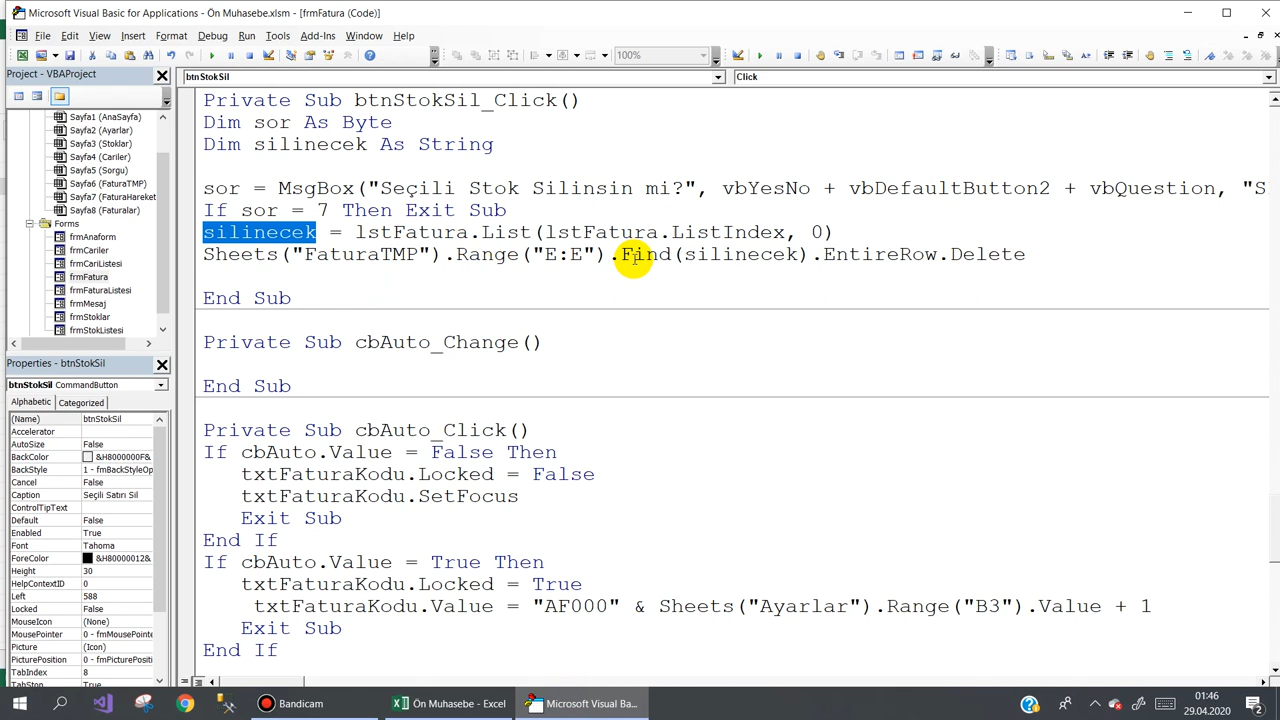 Microsoft Visual Basic for Applications - Ön Muhasebe.xlsm - [frmFatura (Code)]
File Edit View Insert Format Debug Run Tools Add-Ins Window Help
100%
Project - VBAProject
Sayfa1 (AnaSayfa)
Sayfa2 (Ayarlar)
Sayfa3 (Stoklar)
Sayfa4 (Cariler)
Sayfa5 (Sorgu)
Sayfa6 (FaturaTMP)
Sayfa7 (FaturaHareket
Sayfa8 (Faturalar)
Forms
frmAnaform
frmCariler
frmCariListesi
frmFatura
frmFaturaListesi
frmMesaj
frmStoklar
frmStokListesi
Properties - btnStokSil
btnStokSil CommandButton
Alphabetic Categorized
(Name) btnStokSil
Accelerator
AutoSize False
BackColor &H8000000F&
BackStyle 1 - fmBackStyleOp
Cancel False
Caption Seçili Satırı Sil
ControlTipText
Default False
Enabled True
Font Tahoma
ForeColor &H80000012&
Height 30
HelpContextID 0
Left 588
Locked False
MouseIcon (None)
MousePointer 0 - fmMousePointe
Picture (Icon)
PicturePosition 0 - fmPicturePositi
TabIndex 8
TabStop True
btnStokSil Click
Private Sub btnStokSil_Click()
Dim sor As Byte
Dim silinecek As String
sor = MsgBox("Seçili Stok Silinsin mi?", vbYesNo + vbDefaultButton2 + vbQuestion, "S
If sor = 7 Then Exit Sub
silinecek = lstFatura.List(lstFatura.ListIndex, 0)
Sheets("FaturaTMP").Range("E:E").Find(silinecek).EntireRow.Delete
End Sub
Private Sub cbAuto_Change()
End Sub
Private Sub cbAuto_Click()
If cbAuto.Value = False Then
txtFaturaKodu.Locked = False
txtFaturaKodu.SetFocus
Exit Sub
End If
If cbAuto.Value = True Then
txtFaturaKodu.Locked = True
txtFaturaKodu.Value = "AF000" & Sheets("Ayarlar").Range("B3").Value + 1
Exit Sub
End If
Bandicam
Ön Muhasebe - Excel
Microsoft Visual Ba...
01:46
29.04.2020
2